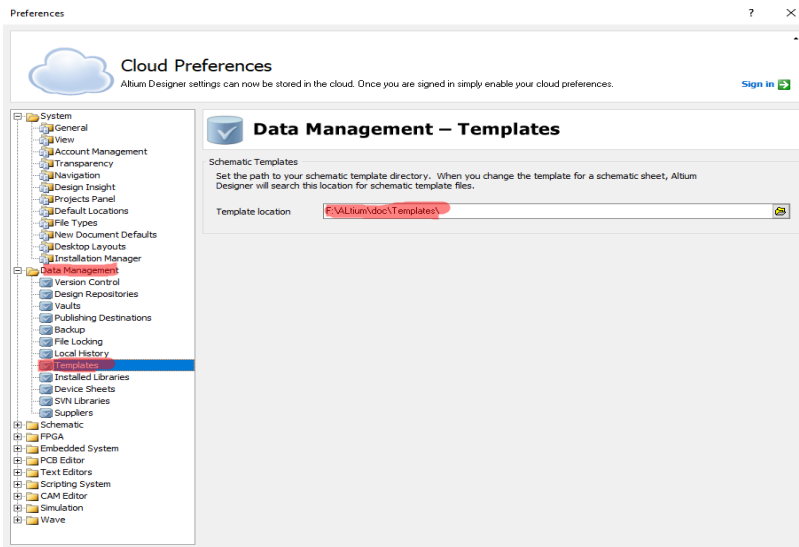 Preferences
?
Cloud Preferences
Altium Designer settings can now be stored in the cloud. Once you are signed in simply enable your cloud preferences.
Sign in
System
General
View
Account Management
Transparency
Navigation
Design Insight
Projects Panel
Default Locations
File Types
New Document Defaults
Desktop Layouts
Installation Manager
Data Management
Version Control
Design Repositories
Vaults
Publishing Destinations
Backup
File Locking
Local History
Templates
Installed Libraries
Device Sheets
SVN Libraries
Suppliers
Schematic
FPGA
Embedded System
PCB Editor
Text Editors
Scripting System
CAM Editor
Simulation
Wave
Data Management – Templates
Schematic Templates
Set the path to your schematic template directory. When you change the template for a schematic sheet, Altium
Designer will search this location for schematic template files.
Template location
F:\ALtium\doc\Templates\